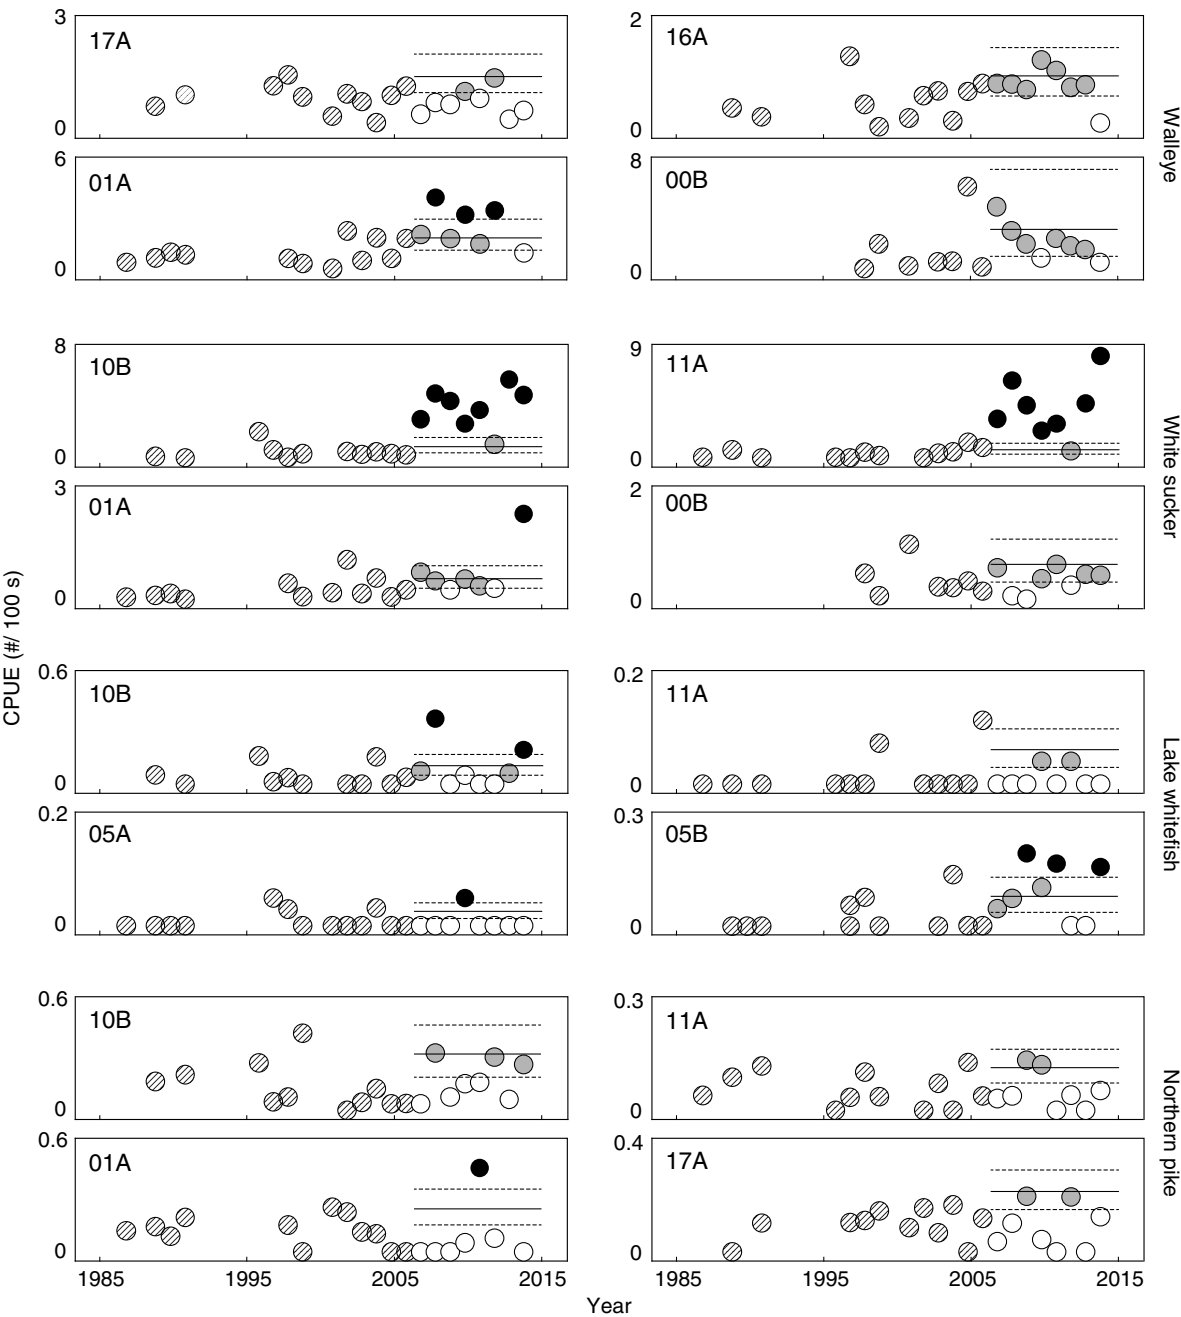 3
17A
0
2
16A
0
Walleye
6
01A
0
8
00B
0
8
10B
0
9
11A
0
White sucker
3
01A
0
2
00B
0
CPUE (#/ 100 s)
0.6
10B
0
0.2
11A
0
Lake whitefish
0.2
05A
0
0.3
05B
0
0.6
10B
0
0.3
11A
0
Northern pike
0.6
01A
0
0.4
17A
0
1985 1995 2005 2015
1985 1995 2005 2015
Year